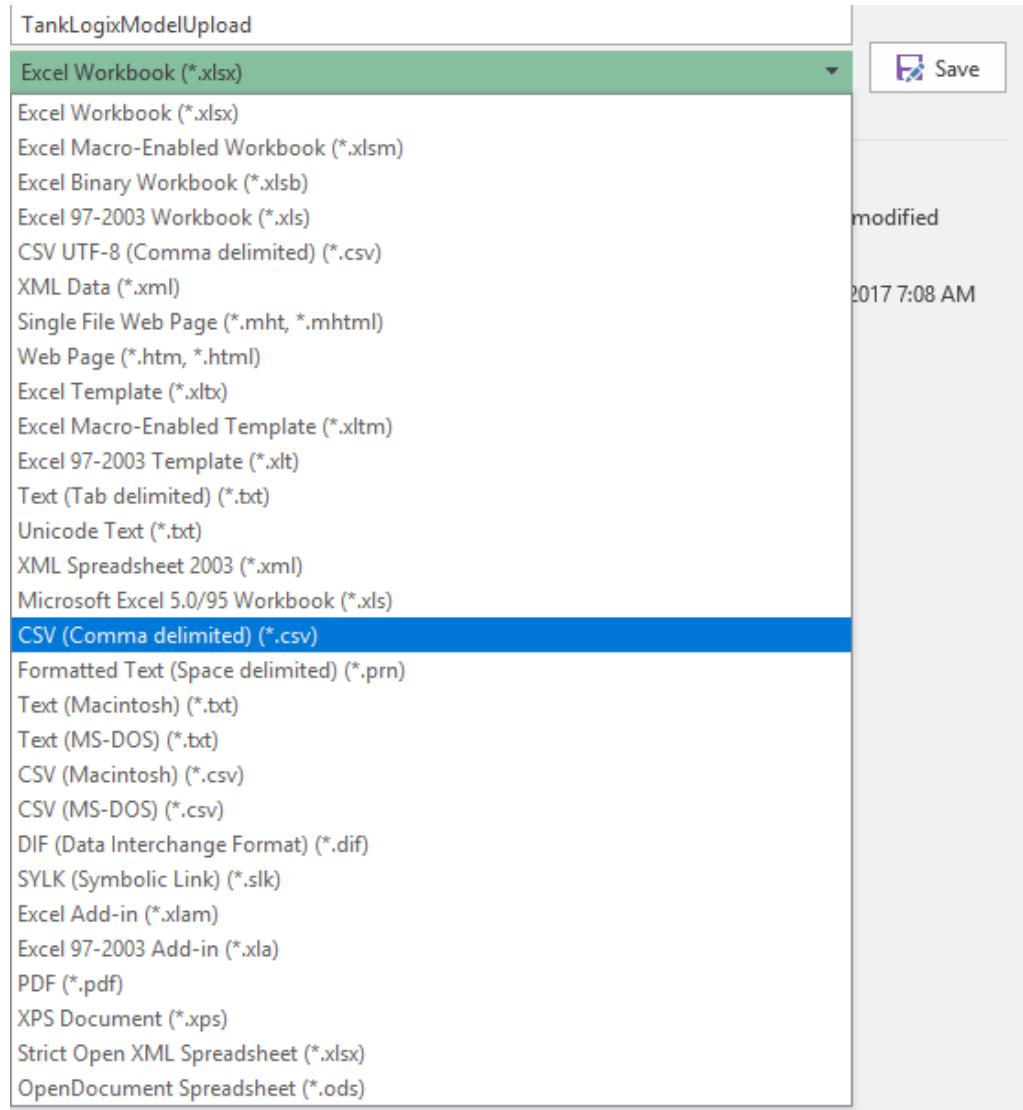 TankLogixModelUpload
Excel Workbook (*.xlsx)
Save
Excel Workbook (*.xlsx)
Excel Macro-Enabled Workbook (*.xlsm)
Excel Binary Workbook (*.xlsb)
Excel 97-2003 Workbook (*.xls)
modified
CSV UTF-8 (Comma delimited) (*.csv)
XML Data (*.xml)
2017 7:08 AM
Single File Web Page (*.mht, *.mhtml)
Web Page (*.htm, *.html)
Excel Template (*.xltx)
Excel Macro-Enabled Template (*.xltm)
Excel 97-2003 Template (*.xlt)
Text (Tab delimited) (*.txt)
Unicode Text (*.txt)
XML Spreadsheet 2003 (*.xml)
Microsoft Excel 5.0/95 Workbook (*.xls)
CSV (Comma delimited) (*.csv)
Formatted Text (Space delimited) (*.prn)
Text (Macintosh) (*.txt)
Text (MS-DOS) (*.txt)
CSV (Macintosh) (*.csv)
CSV (MS-DOS) (*.csv)
DIF (Data Interchange Format) (*.dif)
SYLK (Symbolic Link) (*.slk)
Excel Add-in (*.xlam)
Excel 97-2003 Add-in (*.xla)
PDF (*.pdf)
XPS Document (*.xps)
Strict Open XML Spreadsheet (*.xlsx)
OpenDocument Spreadsheet (*.ods)